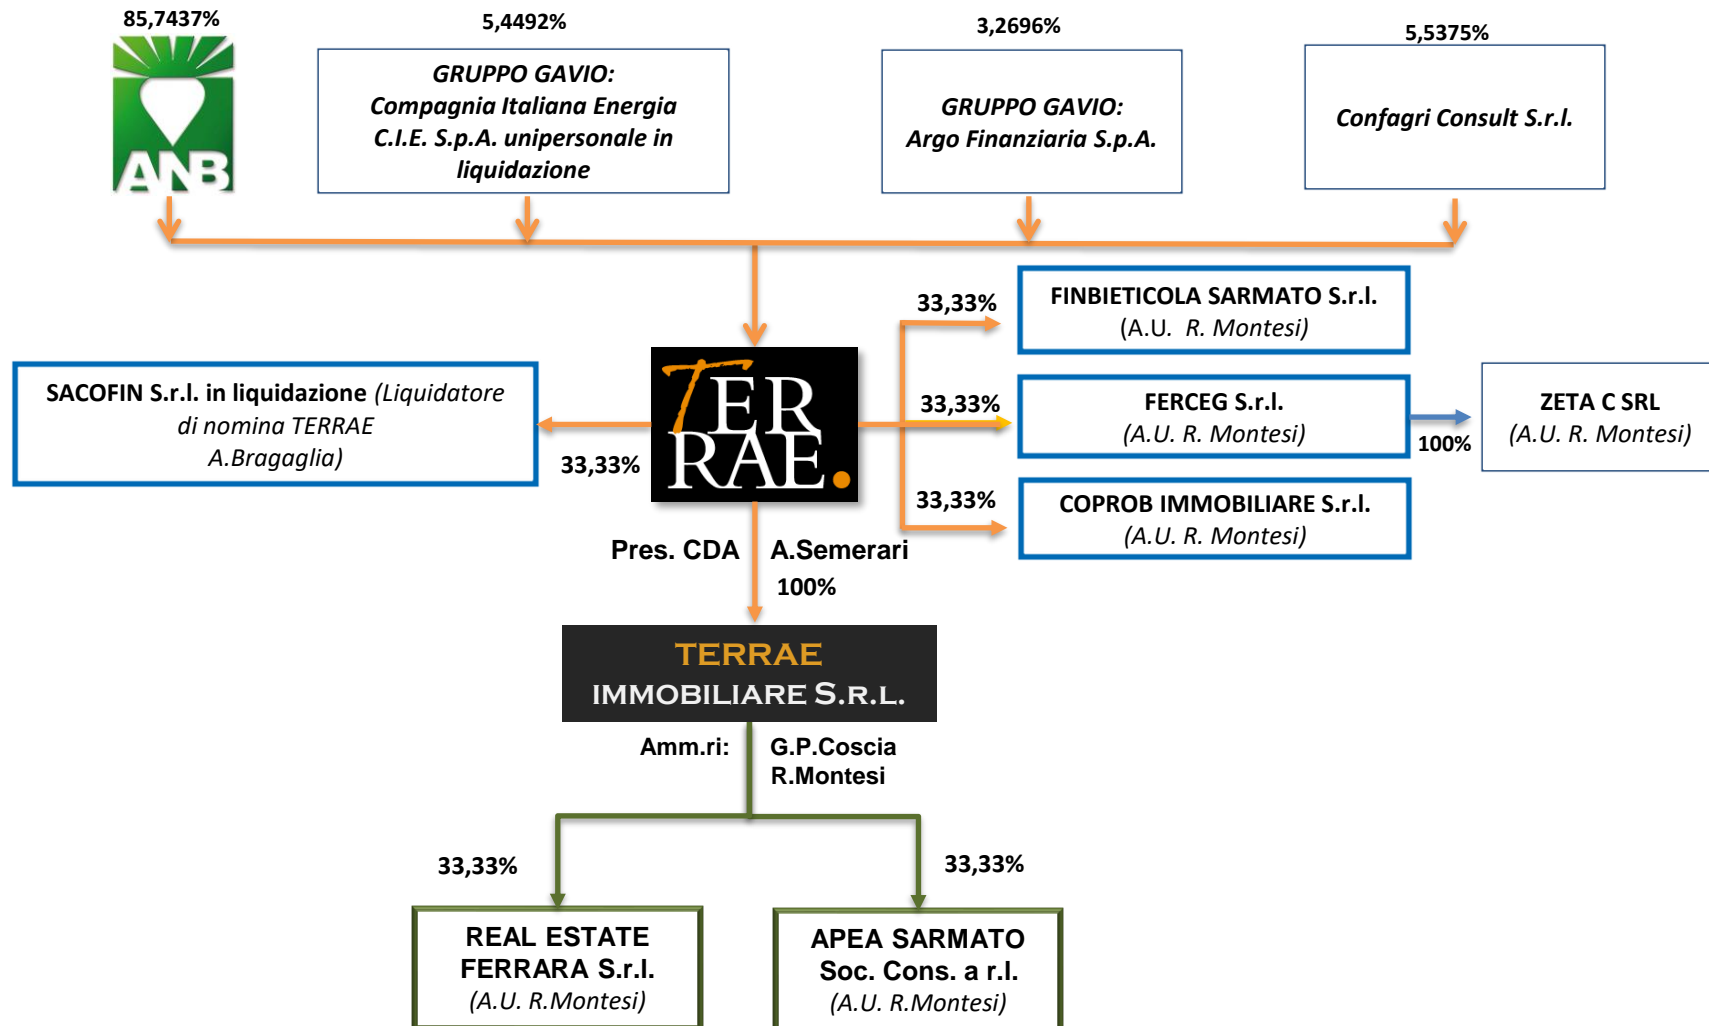 85,7437%
5,4492%
3,2696%
5,5375%
ANB
GRUPPO GAVIO:
Compagnia Italiana Energia
C.I.E. S.p.A. unipersonale in
liquidazione
GRUPPO GAVIO:
Argo Finanziaria S.p.A.
Confagri Consult S.r.l.
33,33%
FINBIETICOLA SARMATO S.r.l.
(A.U. R. Montesi)
SACOFIN S.r.l. in liquidazione (Liquidatore
di nomina TERRAE
A.Bragaglia)
33,33%
TER
RAE.
33,33%
FERCEG S.r.l.
(A.U. R. Montesi)
100%
ZETA C SRL
(A.U. R. Montesi)
33,33%
COPROB IMMOBILIARE S.r.l.
(A.U. R. Montesi)
Pres. CDA A.Semerari
100%
TERRAE
IMMOBILIARE S.R.L.
Amm.ri: G.P.Coscia
R.Montesi
33,33%
33,33%
REAL ESTATE
FERRARA S.r.l.
(A.U. R.Montesi)
APEA SARMATO
Soc. Cons. a r.l.
(A.U. R.Montesi)